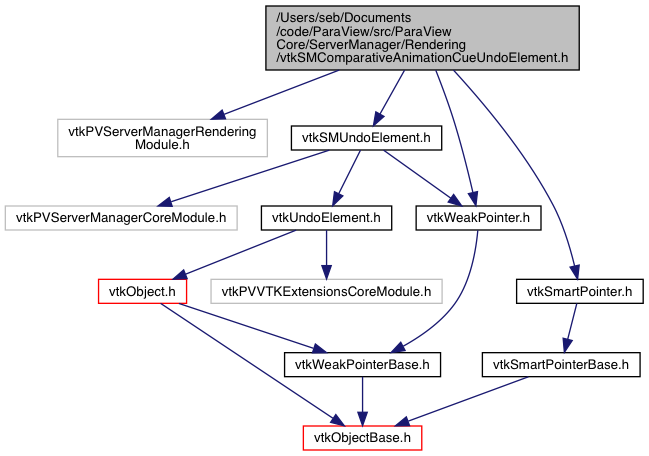 /Users/seb/Documents
/code/ParaView/src/ParaView
Core/ServerManager/Rendering
/vtkSMComparativeAnimationCueUndoElement.h
vtkPVServerManagerRendering
Module.h
vtkSMUndoElement.h
vtkPVServerManagerCoreModule.h
vtkUndoElement.h
vtkWeakPointer.h
vtkObject.h
vtkPVVTKExtensionsCoreModule.h
vtkSmartPointer.h
vtkWeakPointerBase.h
vtkSmartPointerBase.h
vtkObjectBase.h